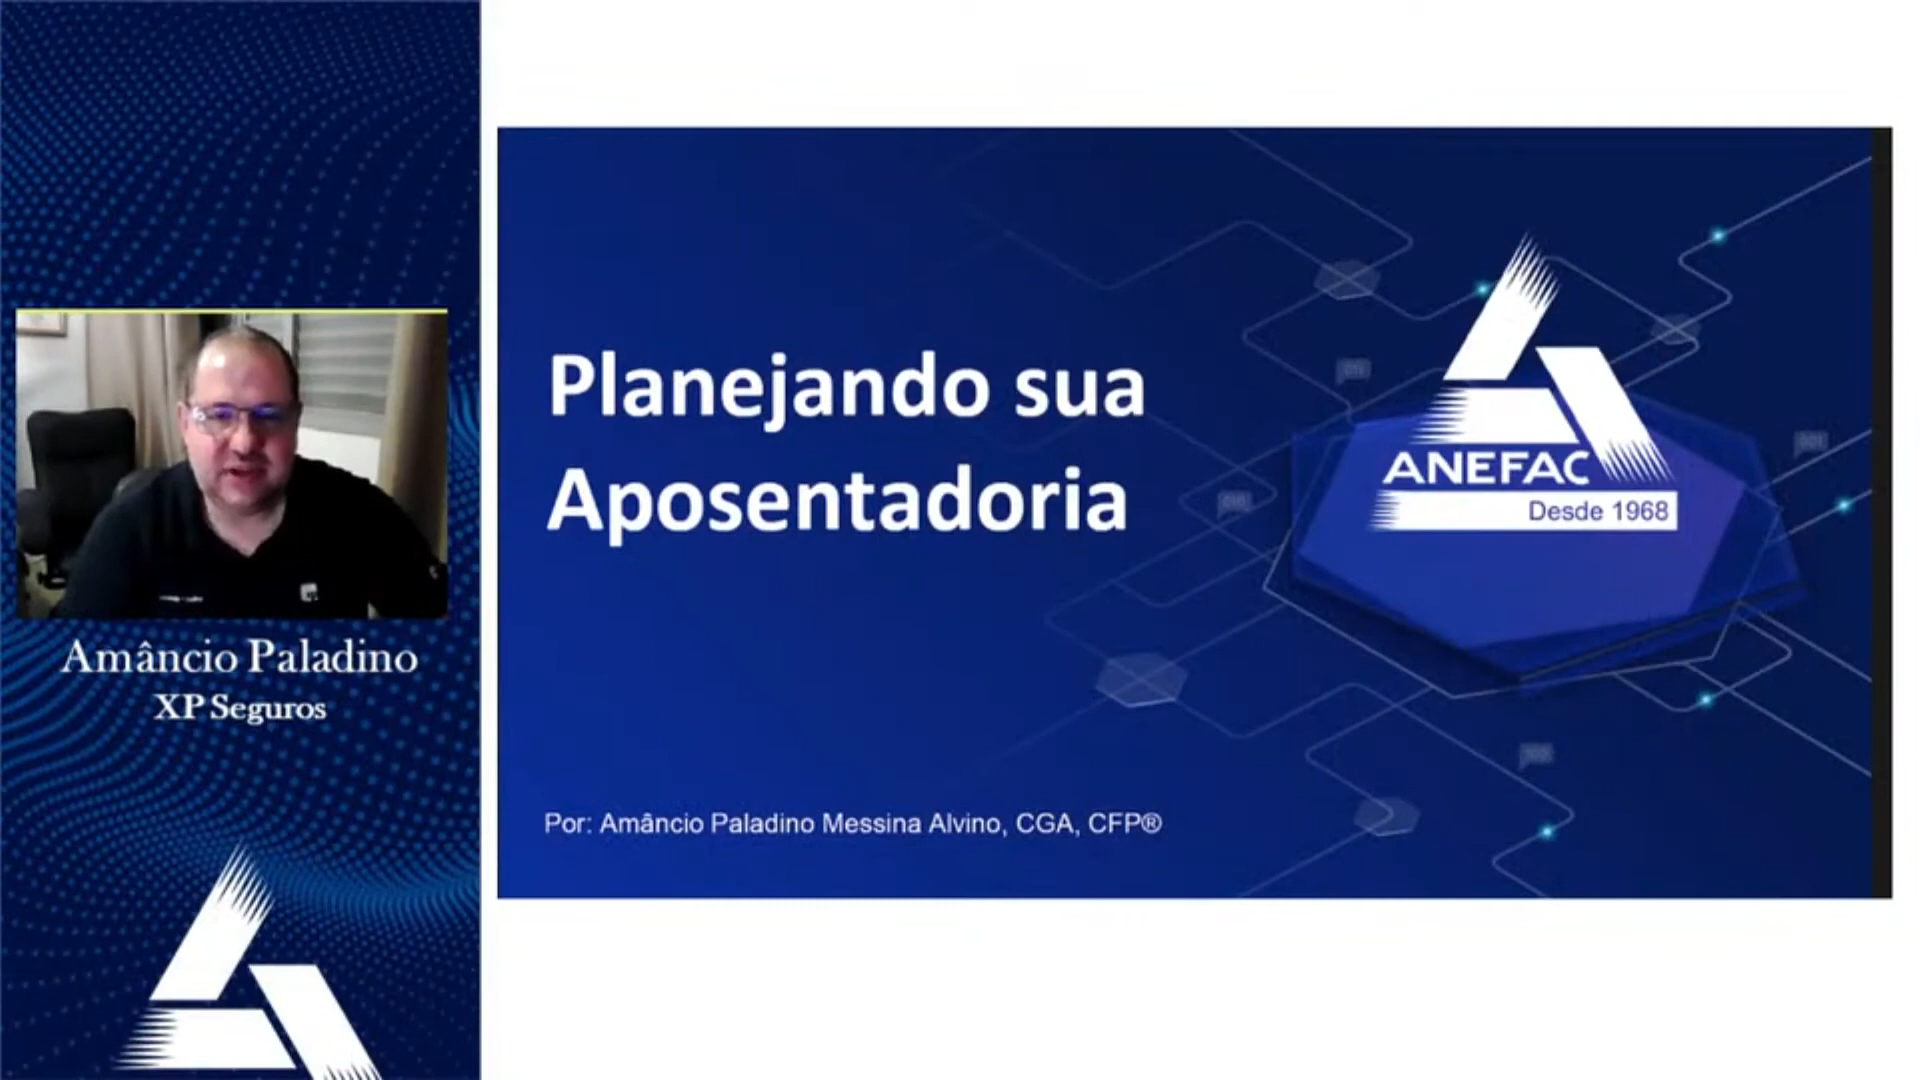 Amâncio Paladino
XP Seguros
Planejando sua
Aposentadoria
ANEFAC
Desde 1968
Por: Amâncio Paladino Messina Alvino, CGA, CFP®